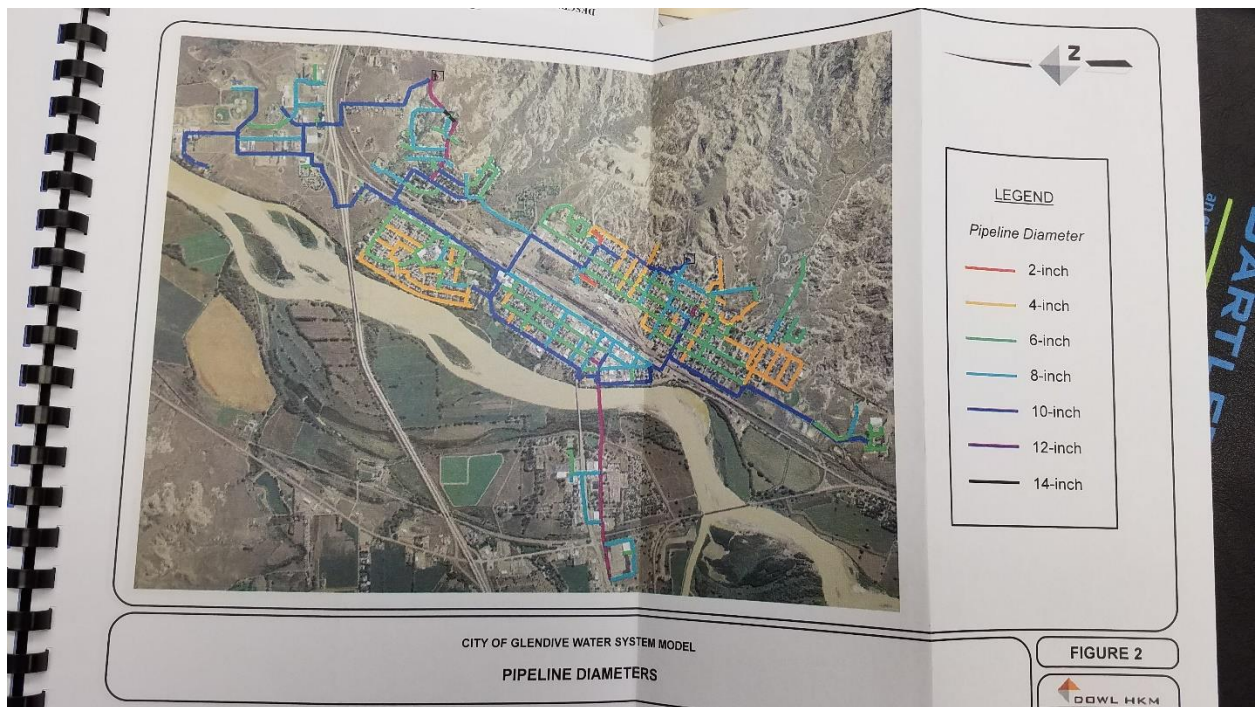 Z
LEGEND
Pipeline Diameter
2-inch
4-inch
6-inch
8-inch
10-inch
12-inch
14-inch
CITY OF GLENDIVE WATER SYSTEM MODEL
PIPELINE DIAMETERS
FIGURE 2
DOWL HKM